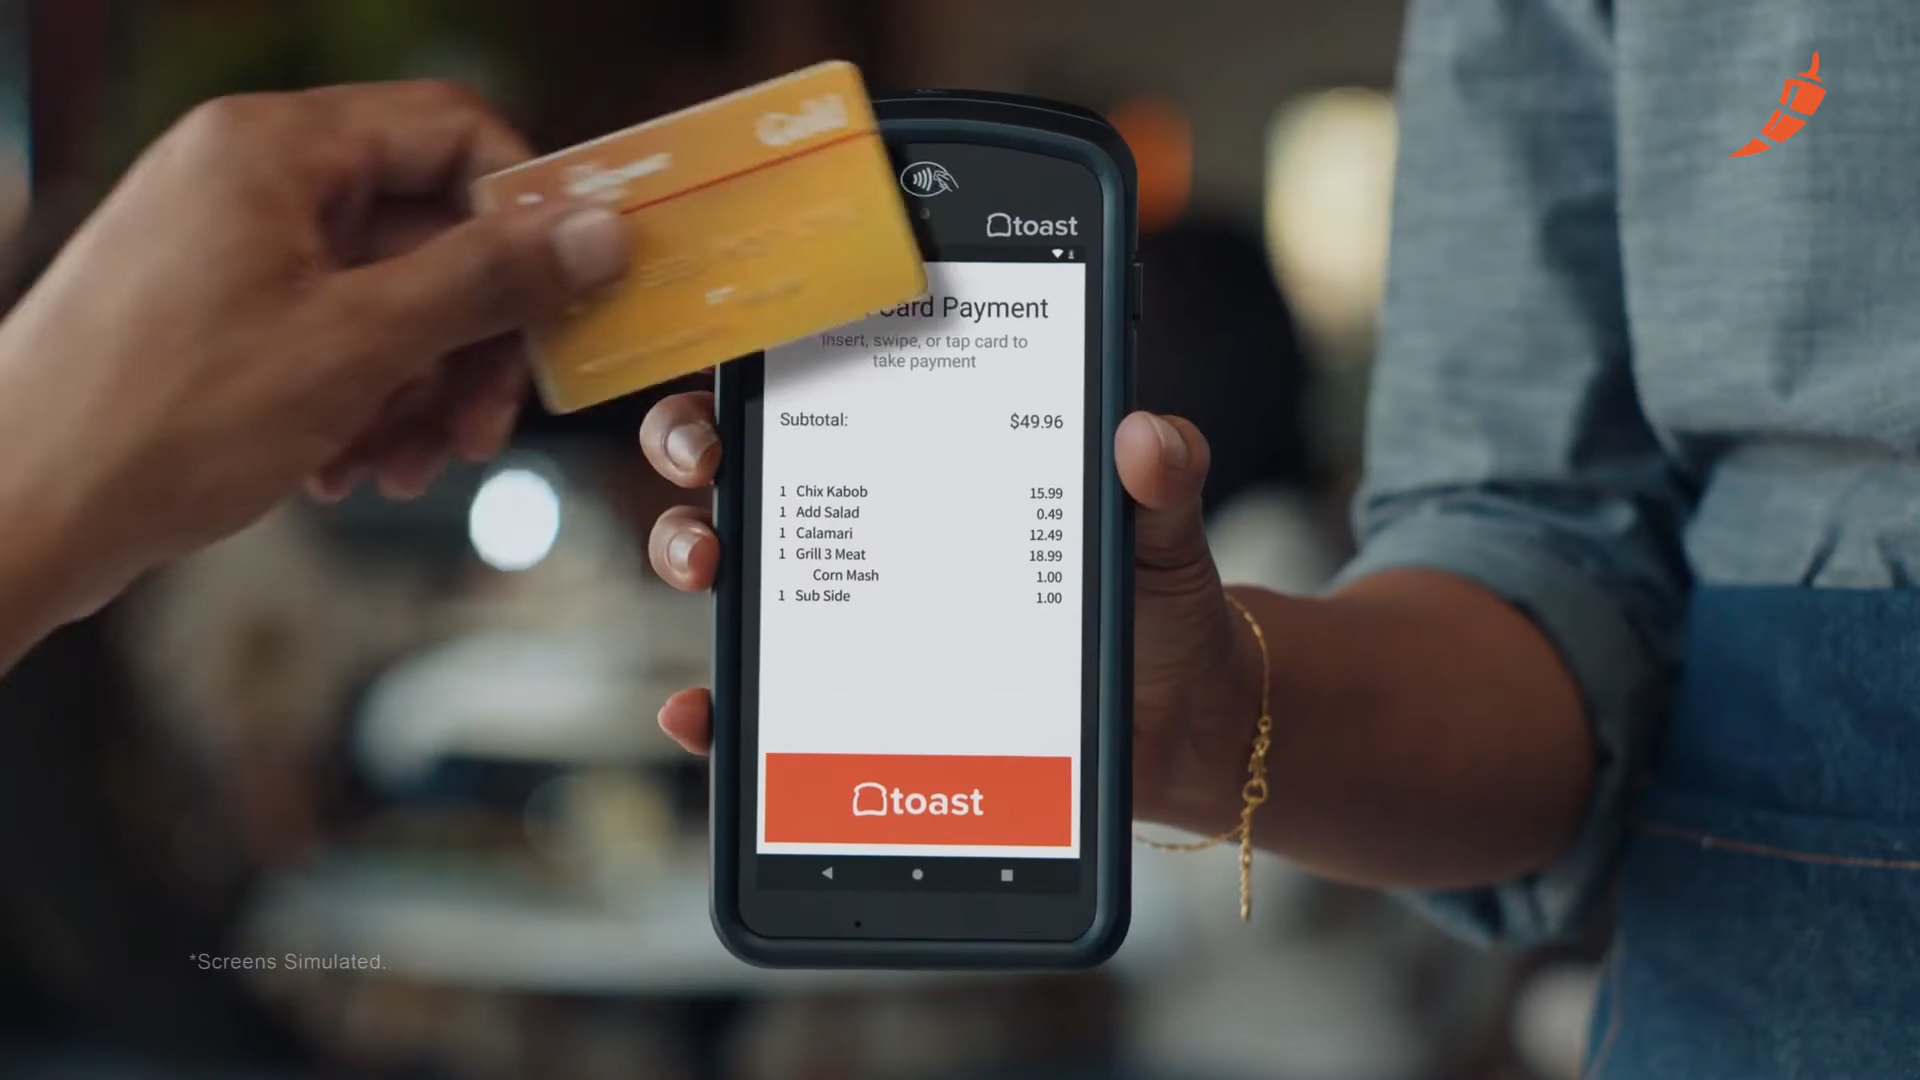 toast
Card Payment
Insert, swipe, or tap card to
take payment
Subtotal: $49.96
1 Chix Kabob 15.99
1 Add Salad 0.49
1 Calamari 12.49
1 Grill 3 Meat 18.99
Corn Mash 1.00
1 Sub Side 1.00
toast
*Screens Simulated.